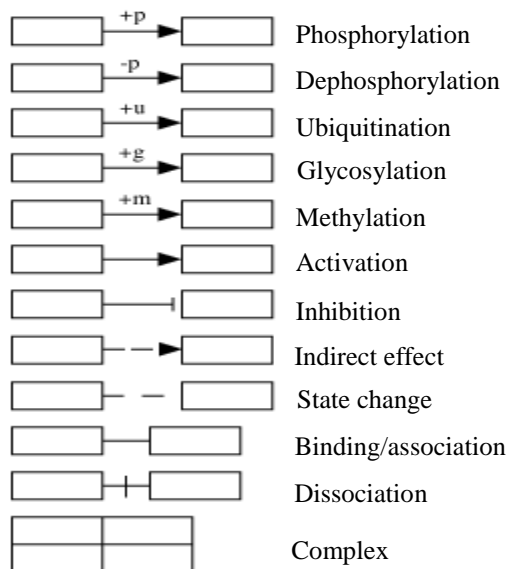 +p Phosphorylation
-p Dephosphorylation
+u Ubiquitination
+g Glycosylation
+m Methylation
Activation
Inhibition
Indirect effect
State change
Binding/association
Dissociation
Complex